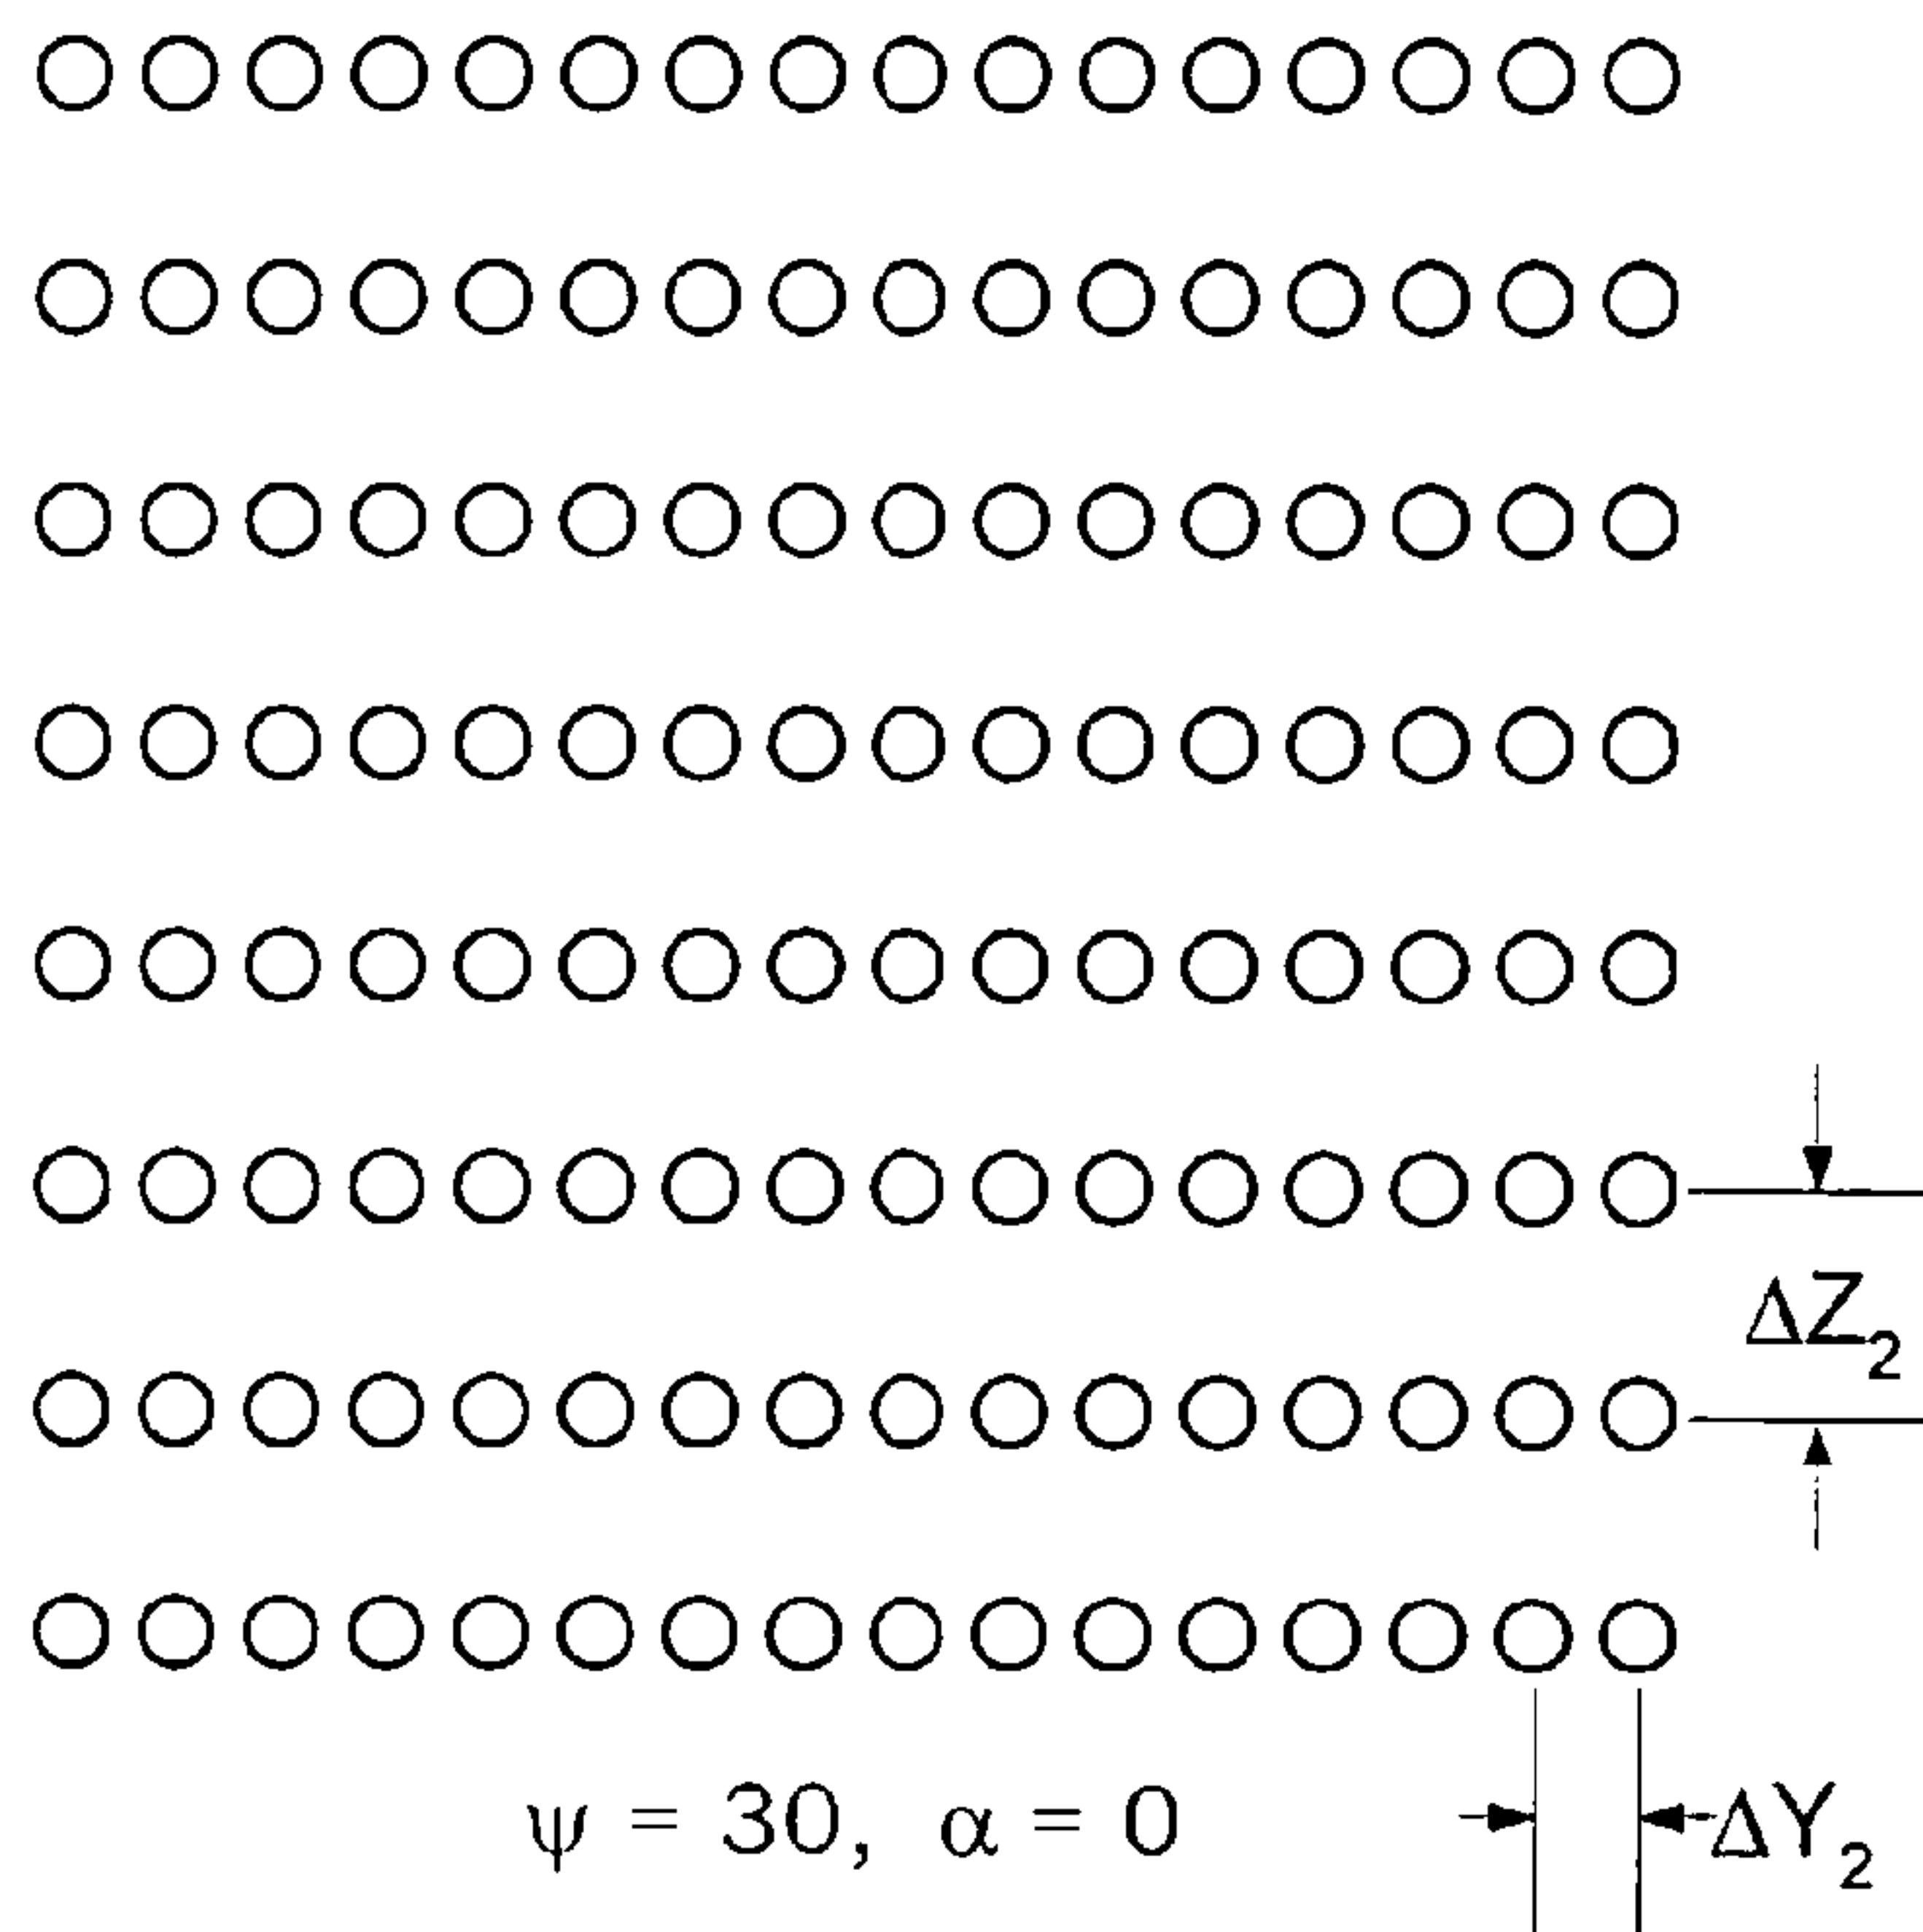 ΔZ₂
ψ = 30, α = 0
ΔY₂